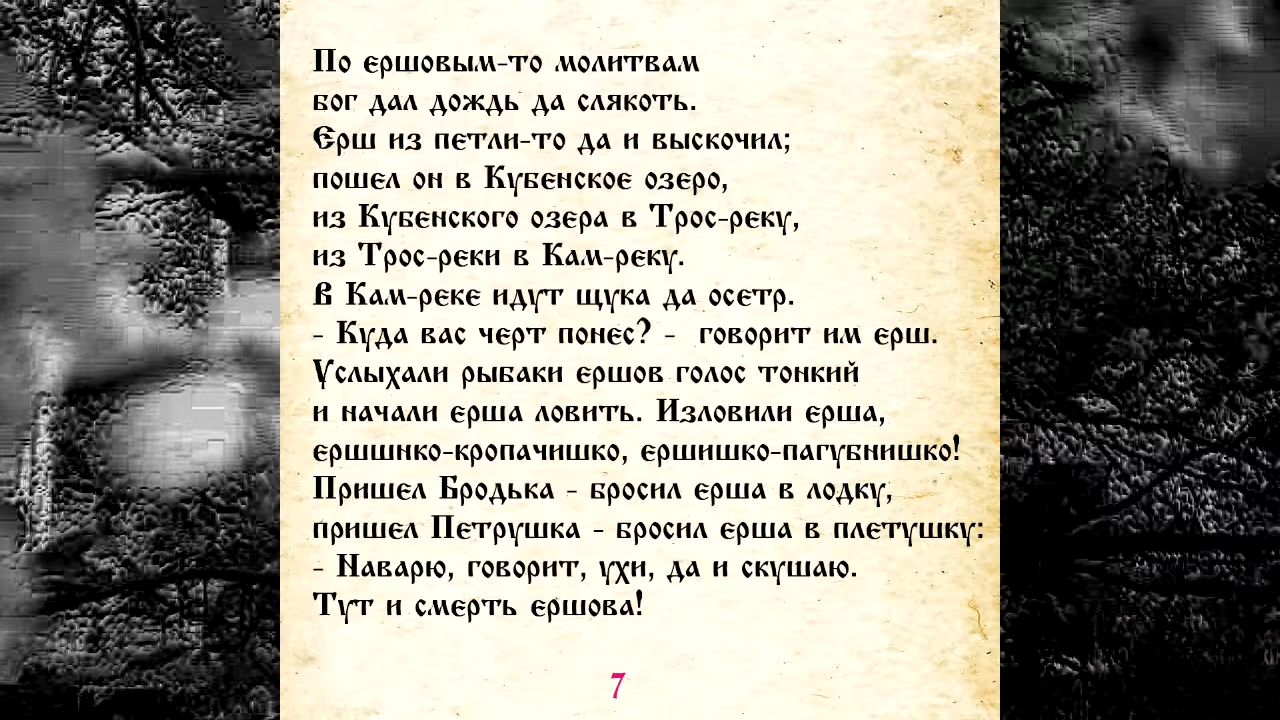 По ершовым-то молитвам
бог дал дождь да слякоть.
Ерш из петли-то да и выскочил;
пошел он в Кубенское озеро,
из Кубенского озера в Трос-реку,
из Трос-реки в Кам-реку.
в Кам-реке идут щука да осетр.
- Куда вас черт понес? - говорит им ерш.
Услыхали рыбаки ершов голос тонкий
и начали ерша ловить. Изловили ерша,
ершшнко-кропачишко, ершишко-пагубнишко!
Пришел Бродька - бросил ерша в лодку,
пришел Петрушка - бросил ерша в плетушку:
- Наварю, говорит, ухи, да и скушаю.
Тут и смерть ершова!
7